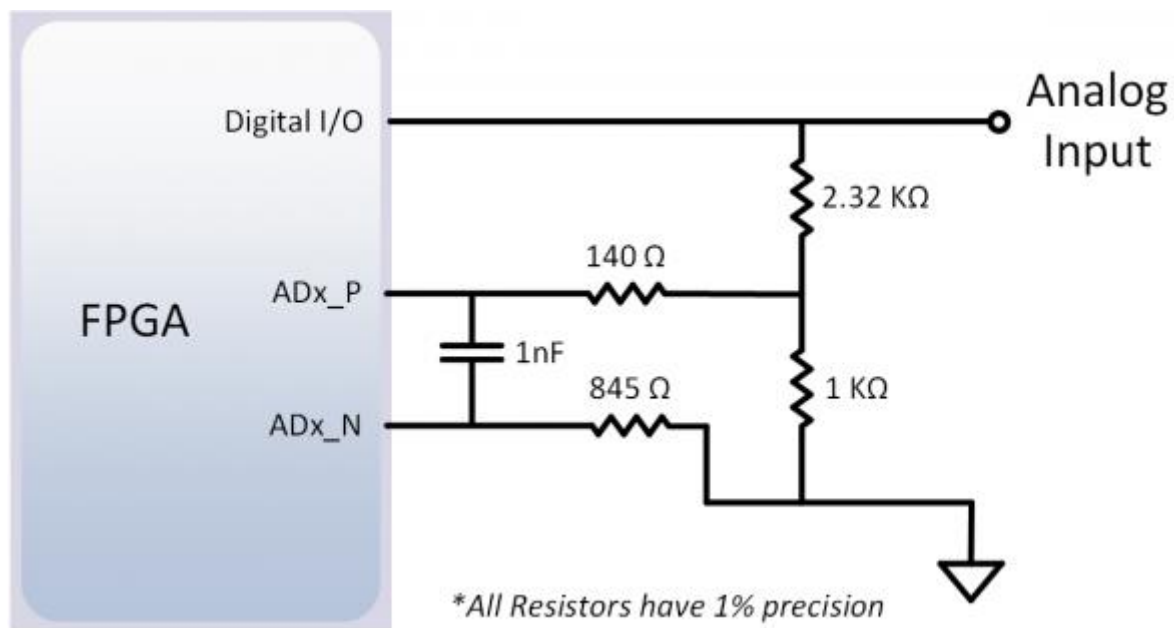 Digital I/O
Analog
Input
2.32 KΩ
140 Ω
ADx_P
FPGA
1nF
845 Ω
1 KΩ
ADx_N
*All Resistors have 1% precision